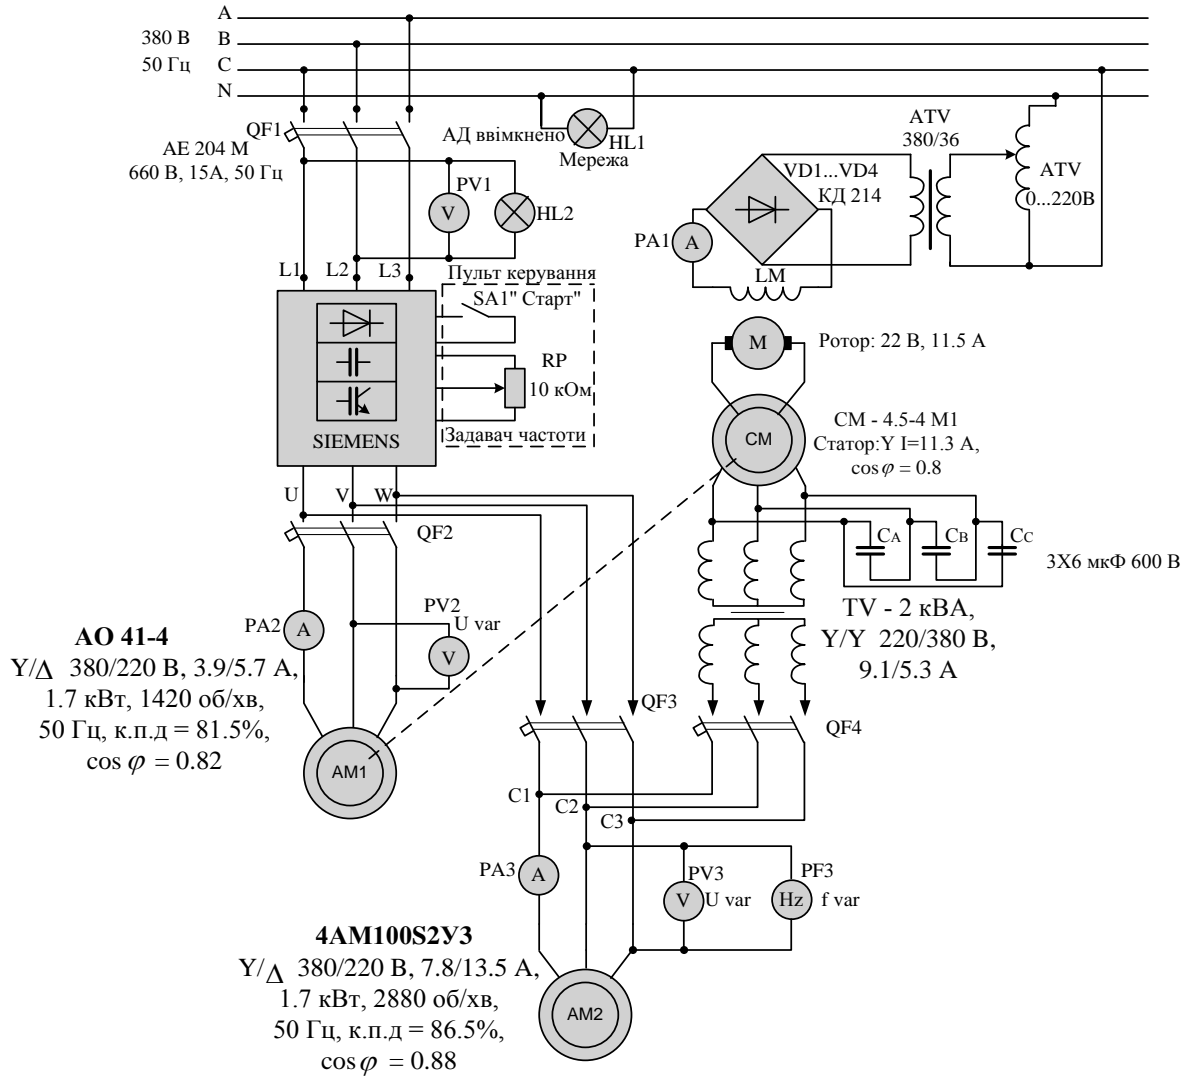 A
380 В B
50 Гц C
N
QF1
АЕ 204 М
660 В, 15А, 50 Гц
АД ввімкнено
HL1
Мережа
PV1
V
HL2
ATV
380/36
ATV
0...220В
VD1...VD4
КД 214
PA1
A
LM
L1
L2
L3
Пульт керування
SA1" Старт"
RP
10 кОм
Задавач частоти
SIEMENS
M
Ротор: 22 В, 11.5 А
СМ
СМ - 4.5-4 М1
Статор:Y I=11.3 А,
cos φ = 0.8
U
V
W
QF2
CA
CB
CC
3X6 мкФ 600 В
TV - 2 кВА,
Y/Y 220/380 В,
9.1/5.3 А
PA2
A
PV2
U var
V
АО 41-4
Y/Δ 380/220 В, 3.9/5.7 А,
1.7 кВт, 1420 об/хв,
50 Гц, к.п.д = 81.5%,
cos φ = 0.82
АМ1
QF3
QF4
C1
C2
C3
PA3
A
PV3
V
U var
PF3
Hz
f var
4АМ100S2У3
Y/Δ 380/220 В, 7.8/13.5 А,
1.7 кВт, 2880 об/хв,
50 Гц, к.п.д = 86.5%,
cos φ = 0.88
АМ2